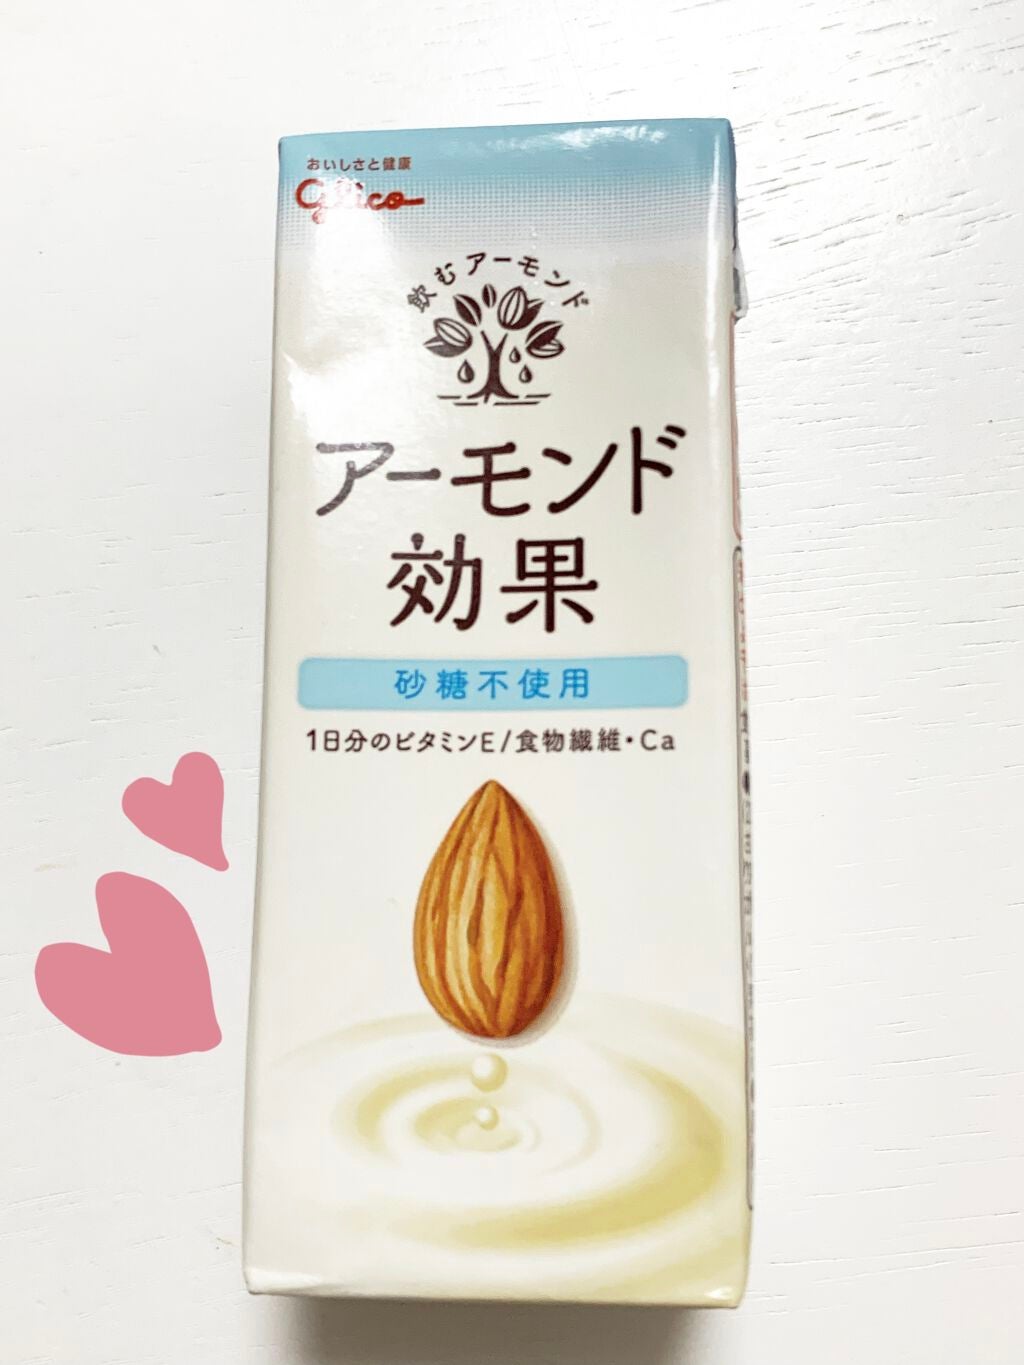 おいしさと健康
glico
飲むアーモンド
アーモンド
効果
砂糖不使用
1日分のビタミンE/食物繊維・Ca